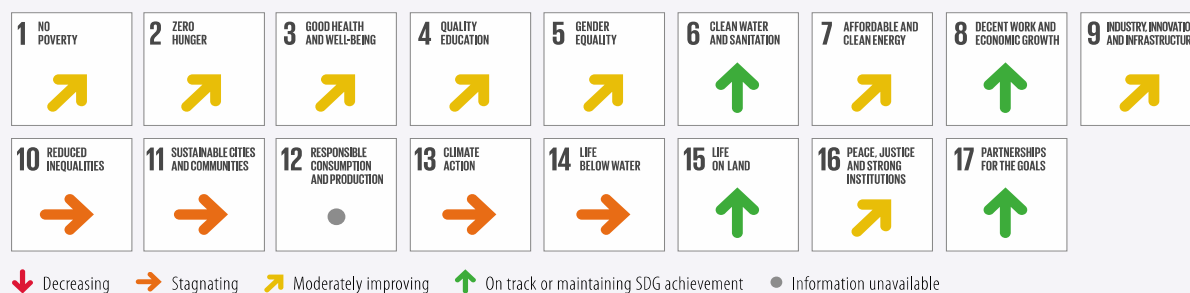 1 NO
POVERTY
2 ZERO
HUNGER
3 GOOD HEALTH
AND WELL-BEING
4 QUALITY
EDUCATION
5 GENDER
EQUALITY
6 CLEAN WATER
AND SANITATION
7 AFFORDABLE AND
CLEAN ENERGY
8 DECENT WORK AND
ECONOMIC GROWTH
9 INDUSTRY, INNOVATIO
AND INFRASTRUCTUR
10 REDUCED
INEQUALITIES
11 SUSTAINABLE CITIES
AND COMMUNITIES
12 RESPONSIBLE
CONSUMPTION
AND PRODUCTION
13 CLIMATE
ACTION
14 LIFE
BELOW WATER
15 LIFE
ON LAND
16 PEACE, JUSTICE
AND STRONG
INSTITUTIONS
17 PARTNERSHIPS
FOR THE GOALS
Decreasing Stagnating Moderately improving On track or maintaining SDG achievement Information unavailable